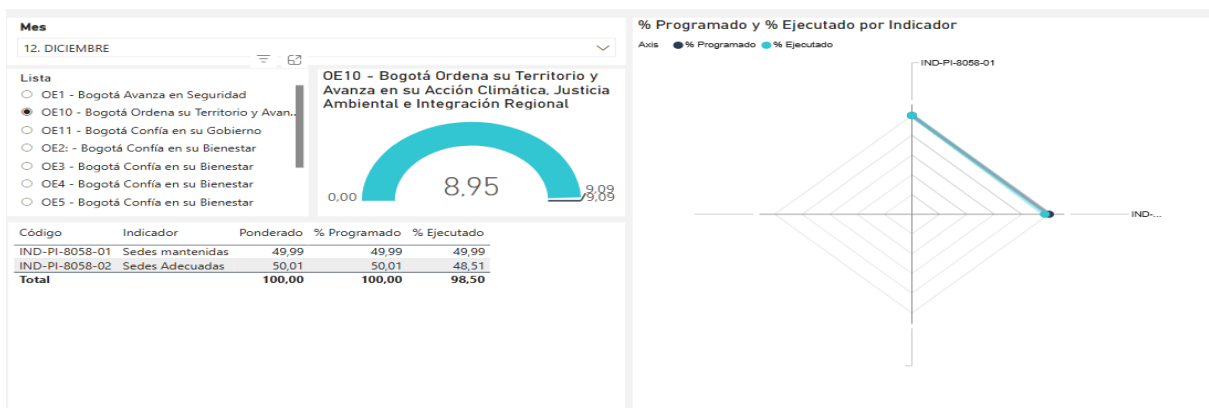 Mes
12. DICIEMBRE
Lista
OE1 - Bogotá Avanza en Seguridad
OE10 - Bogotá Ordena su Territorio y Avan...
OE11 - Bogotá Confía en su Gobierno
OE2: - Bogotá Confía en su Bienestar
OE3 - Bogotá Confía en su Bienestar
OE4 - Bogotá Confía en su Bienestar
OE5 - Bogotá Confía en su Bienestar
OE10 - Bogotá Ordena su Territorio y
Avanza en su Acción Climática, Justicia
Ambiental e Integración Regional
8,95
0,00
9,09
9,09
Código Indicador Ponderado % Programado % Ejecutado
IND-PI-8058-01 Sedes mantenidas 49,99 49,99 49,99
IND-PI-8058-02 Sedes Adecuadas 50,01 50,01 48,51
Total 100,00 100,00 98,50
% Programado y % Ejecutado por Indicador
Axis % Programado % Ejecutado
IND-PI-8058-01
IND-...